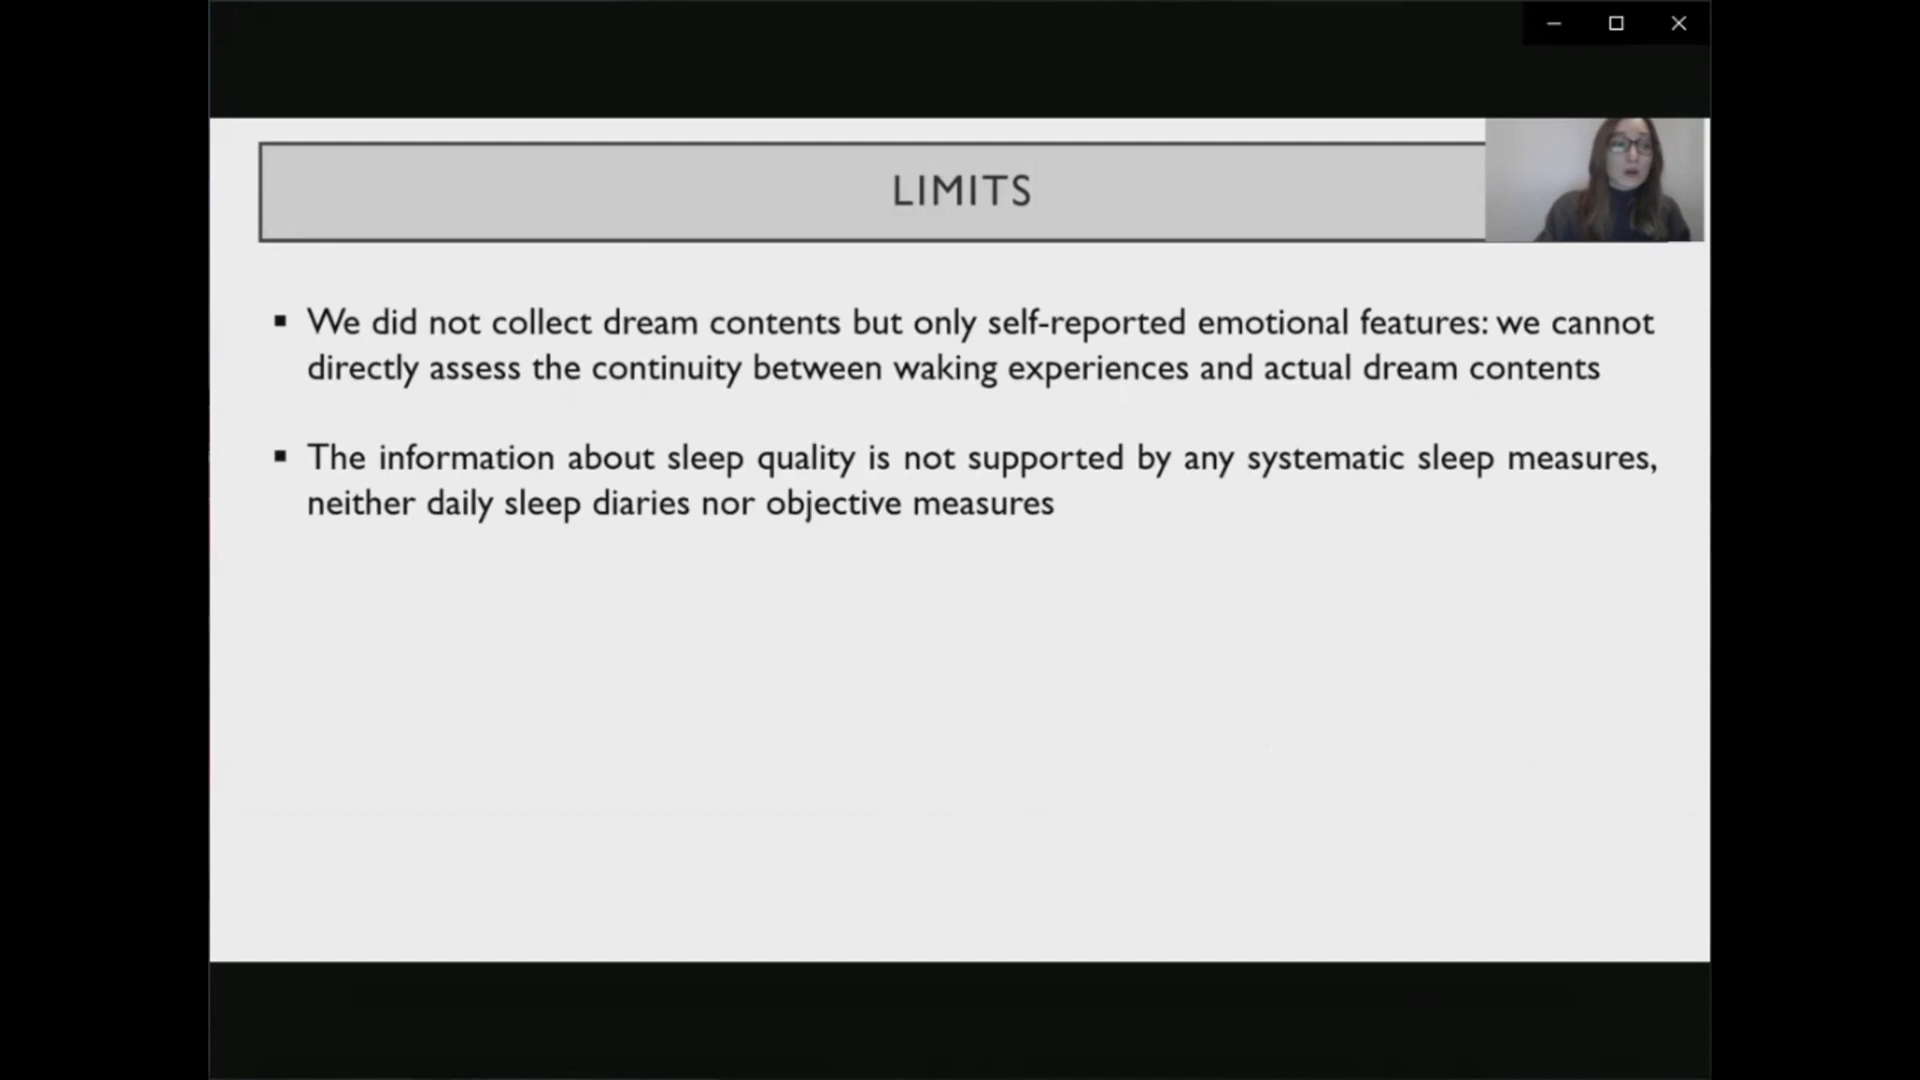 LIMITS
▪ We did not collect dream contents but only self-reported emotional features: we cannot
directly assess the continuity between waking experiences and actual dream contents
▪ The information about sleep quality is not supported by any systematic sleep measures,
neither daily sleep diaries nor objective measures